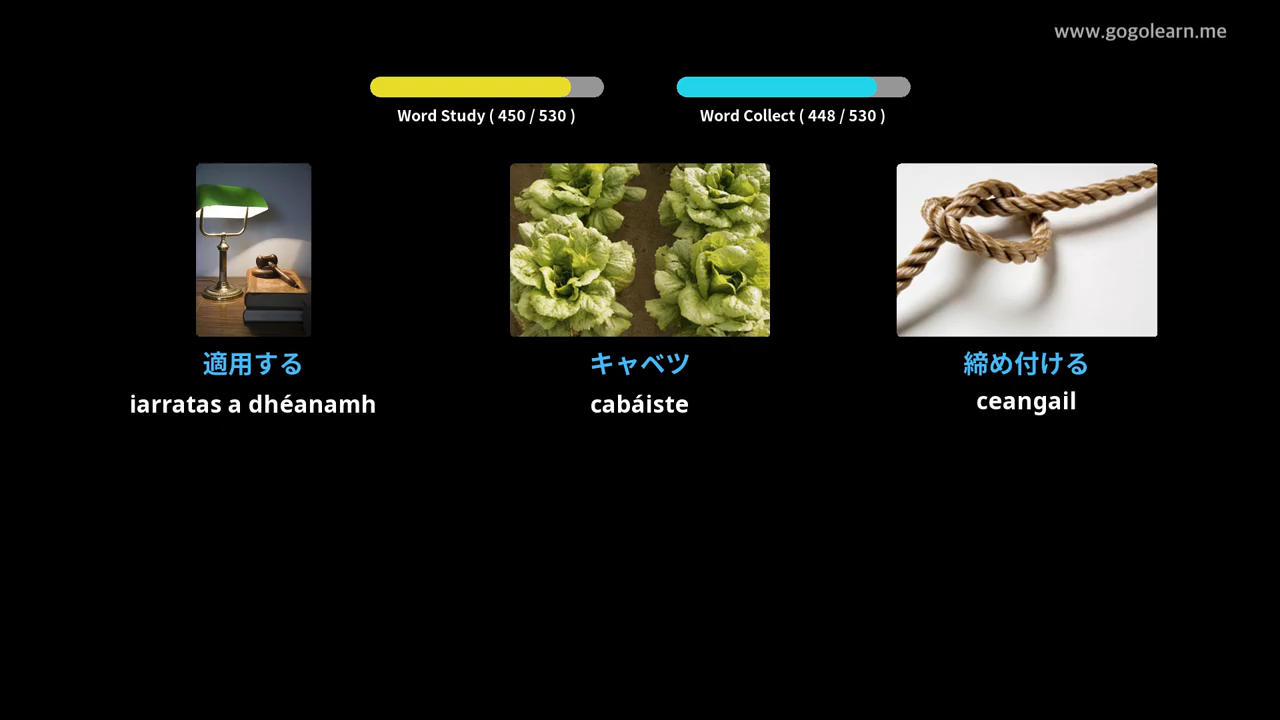 www.gogolearn.me
Word Study ( 450 / 530 )
Word Collect ( 448 / 530 )
適用する
キャベツ
締め付ける
iarratas a dhéanamh
cabáiste
ceangail